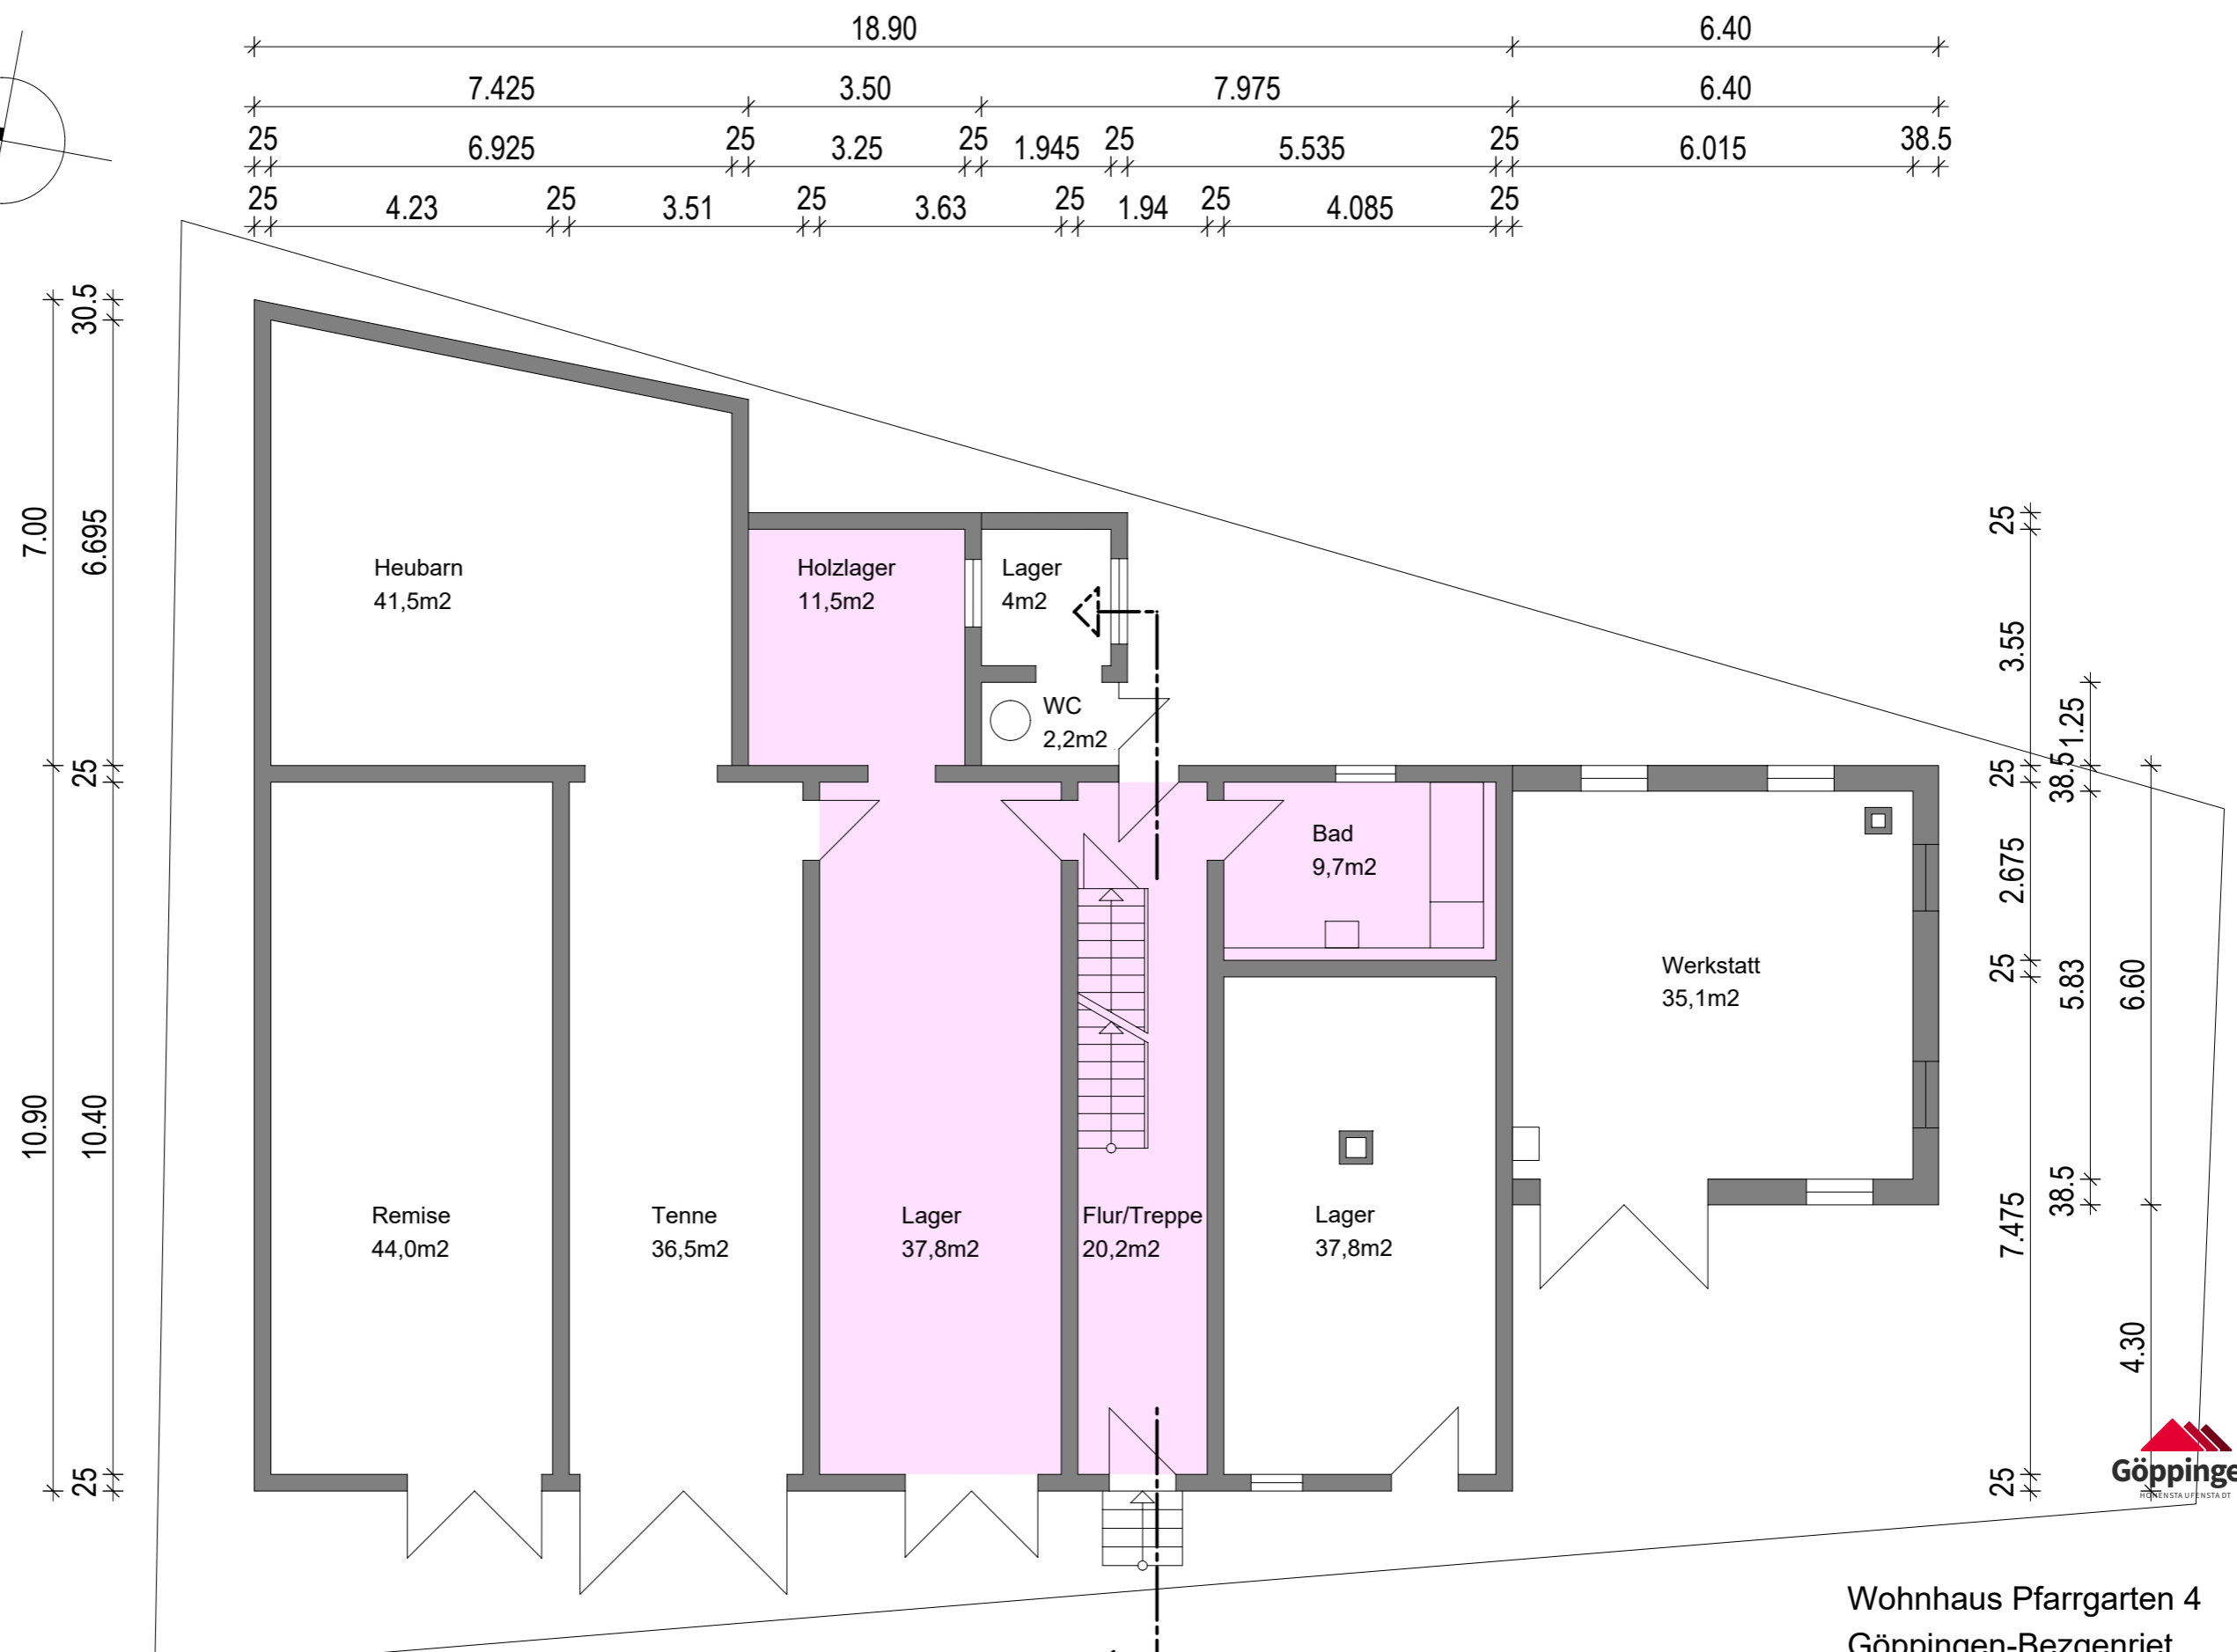 18.90 6.40
7.425 3.50 7.975 6.40
25 6.925 25 3.25 25 1.945 25 5.535 25 6.015 38.5
25 4.23 25 3.51 25 3.63 25 1.94 25 4.085 25
30.5
7.00
6.695
25
10.90
10.40
25
Heubarn
41,5m2
Holzlager
11,5m2
Lager
4m2
WC
2,2m2
Bad
9,7m2
Werkstatt
35,1m2
Remise
44,0m2
Tenne
36,5m2
Lager
37,8m2
Flur/Treppe
20,2m2
Lager
37,8m2
25
3.55
1.25
25
38.5
2.675
25
5.83
6.60
38.5
7.475
4.30
25
Göppinge
HOHENSTAUFENSTADT
Wohnhaus Pfarrgarten 4
Göppingen-Bezgenriet